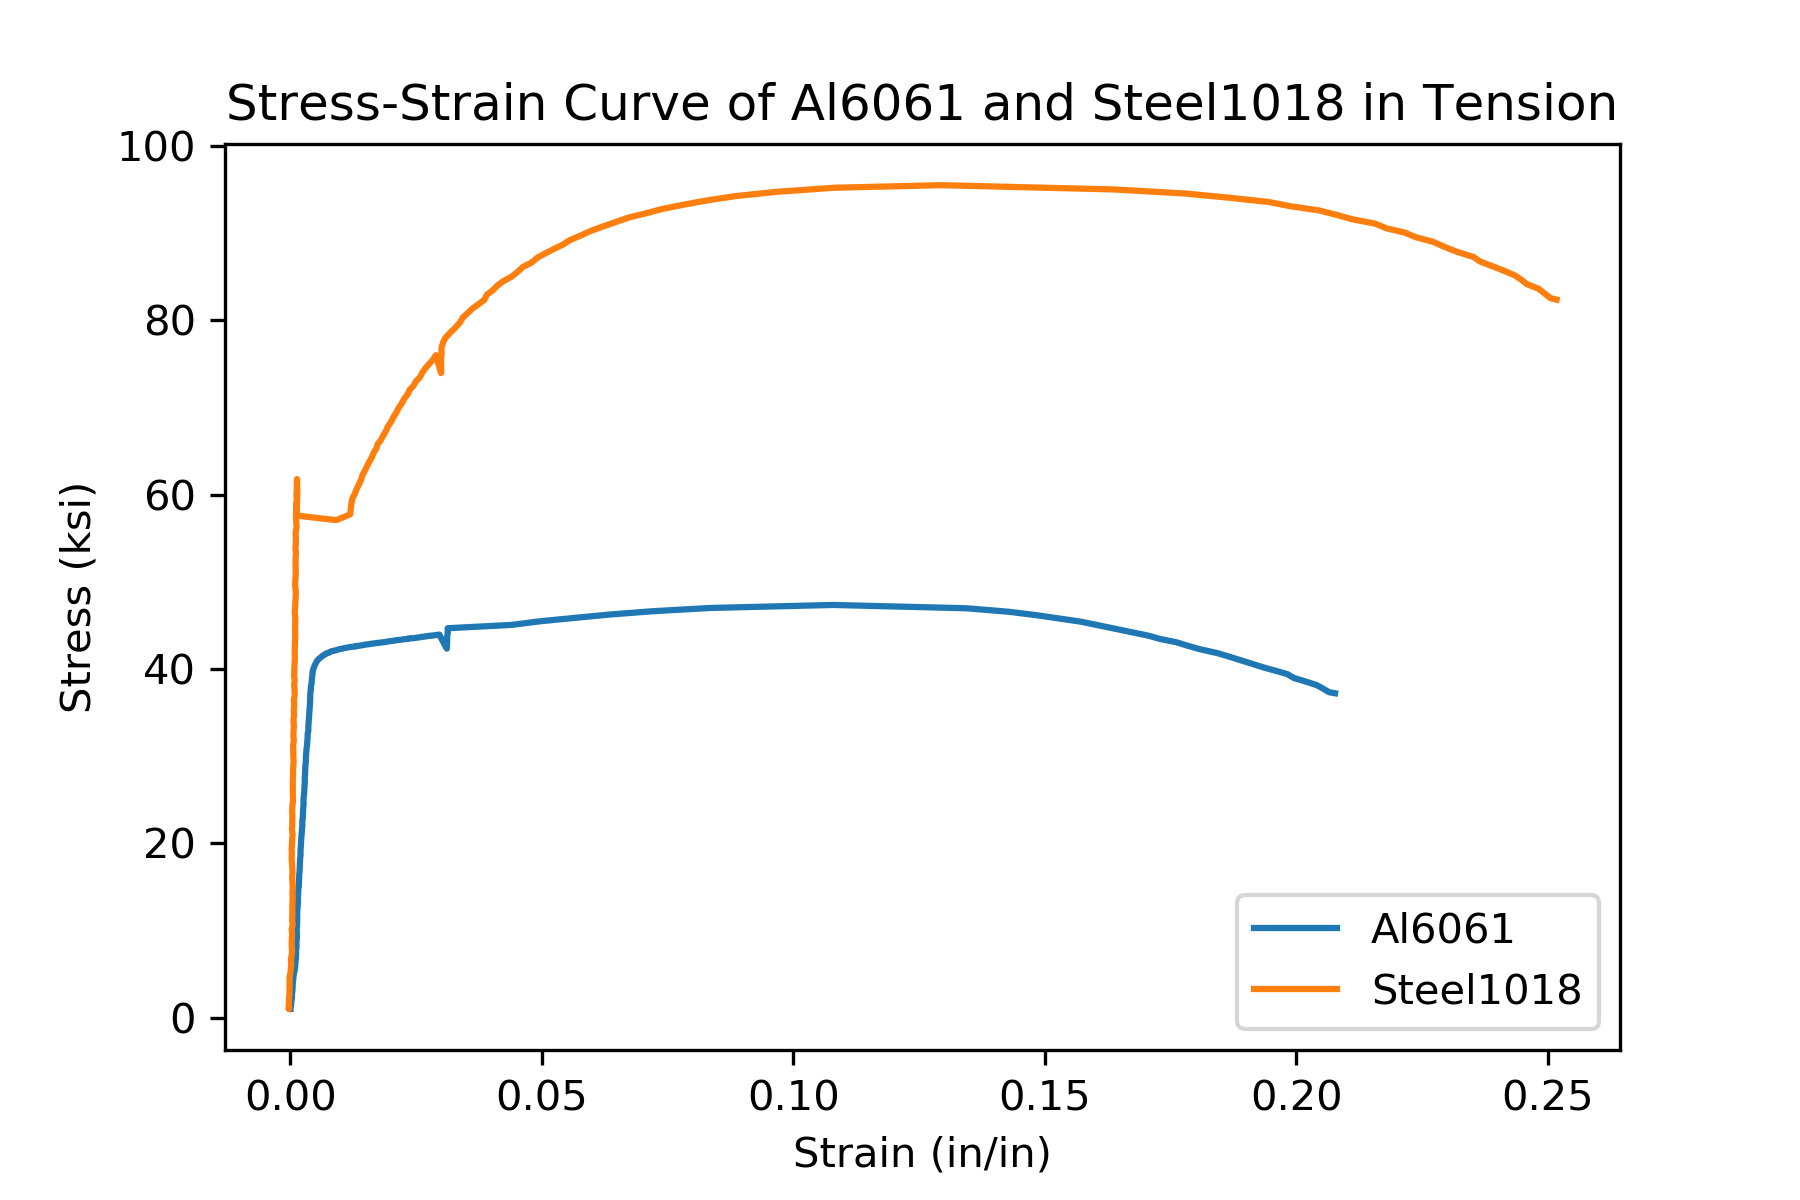 Stress-Strain Curve of Al6061 and Steel1018 in Tension
100
80
60
40
20
0
Stress (ksi)
Al6061
Steel1018
0.00 0.05 0.10 0.15 0.20 0.25
Strain (in/in)